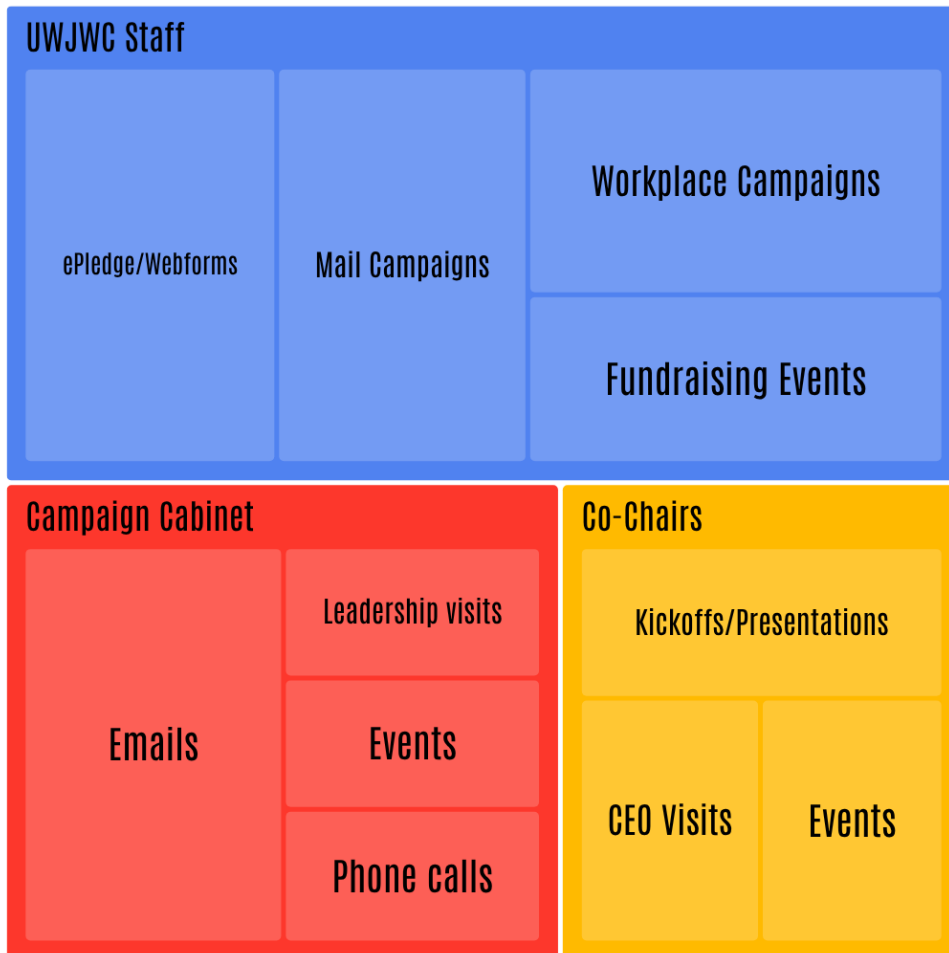 UWJWC Staff
ePledge/Webforms
Mail Campaigns
Workplace Campaigns
Fundraising Events
Campaign Cabinet
Emails
Leadership visits
Events
Phone calls
Co-Chairs
Kickoffs/Presentations
CEO Visits
Events